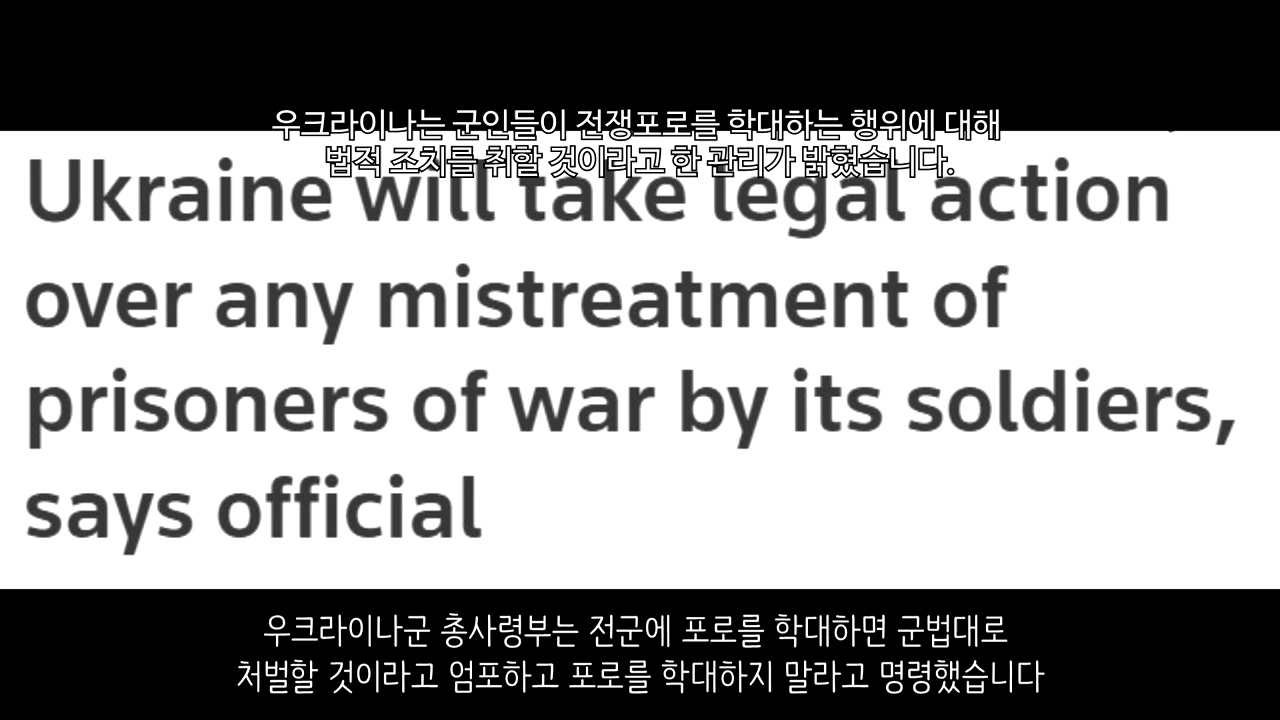 우크라이나는 군인들이 전쟁포로를 학대하는 행위에 대해
법적 조치를 취할 것이라고 한 관리가 밝혔습니다.
Ukraine will take legal action
over any mistreatment of
prisoners of war by its soldiers,
says official
우크라이나군 총사령부는 전군에 포로를 학대하면 군법대로
처벌할 것이라고 엄포하고 포로를 학대하지 말라고 명령했습니다